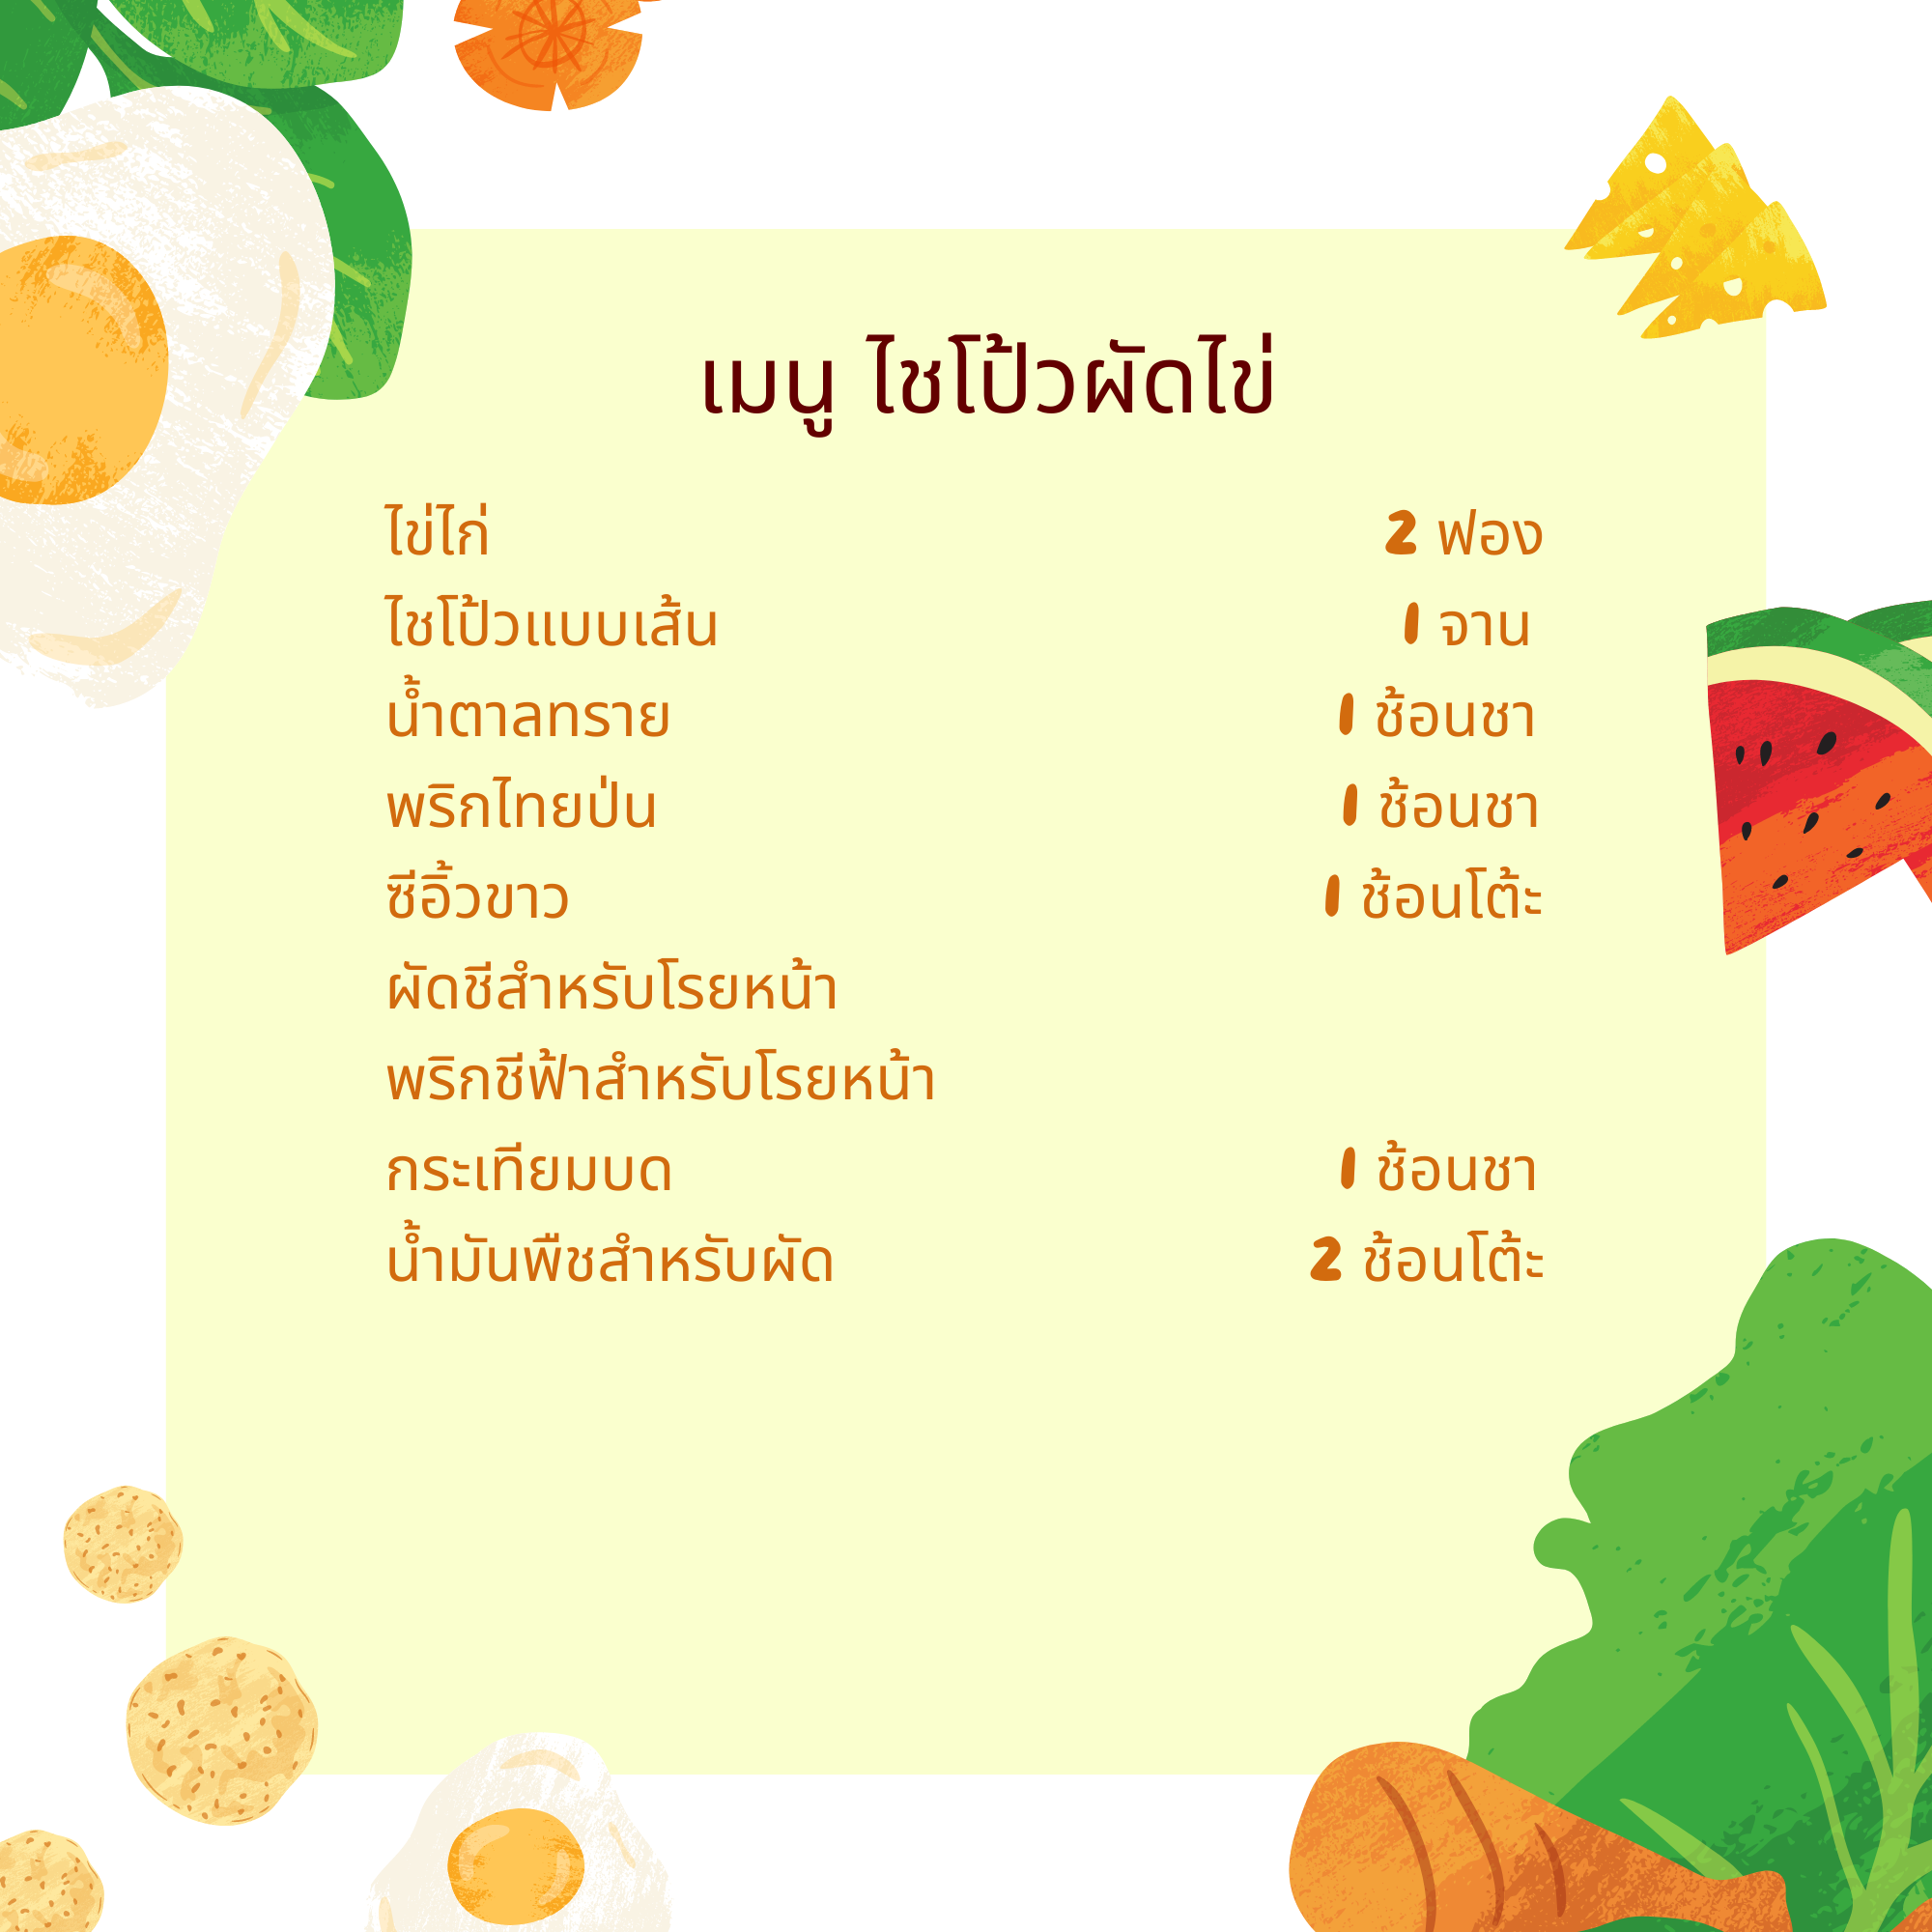 เมนู ไชโป้วผัดไข่
ไข่ไก่ 2 ฟอง
ไชโป้วแบบเส้น 1 จาน
น้ำตาลทราย 1 ช้อนชา
พริกไทยป่น 1 ช้อนชา
ซีอิ้วขาว 1 ช้อนโต้ะ
ผัดชีสำหรับโรยหน้า
พริกชีฟ้าสำหรับโรยหน้า
กระเทียมบด 1 ช้อนชา
น้ำมันพืชสำหรับผัด 2 ช้อนโต้ะ